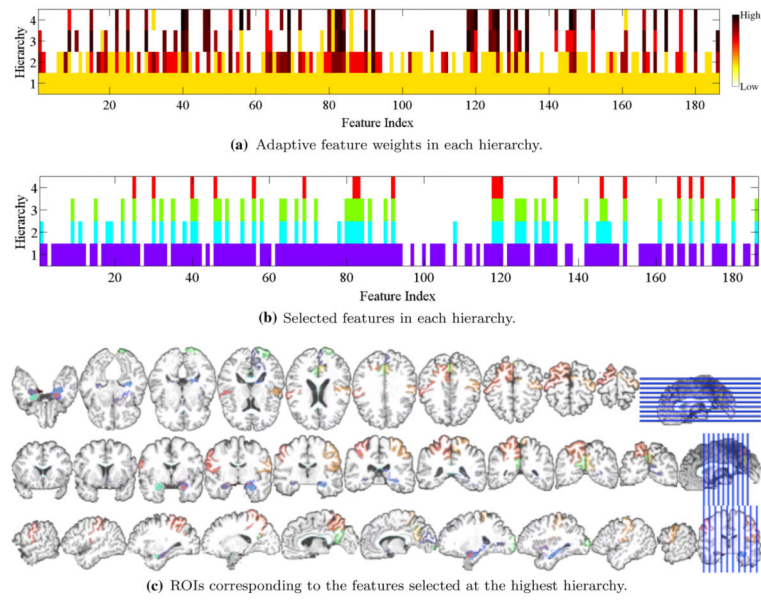 High
Hierarchy
4
3
2
1
Low
20 40 60 80 100 120 140 160 180
Feature Index
(a) Adaptive feature weights in each hierarchy.
Hierarchy
4
3
2
1
20 40 60 80 100 120 140 160 180
Feature Index
(b) Selected features in each hierarchy.
(c) ROIs corresponding to the features selected at the highest hierarchy.